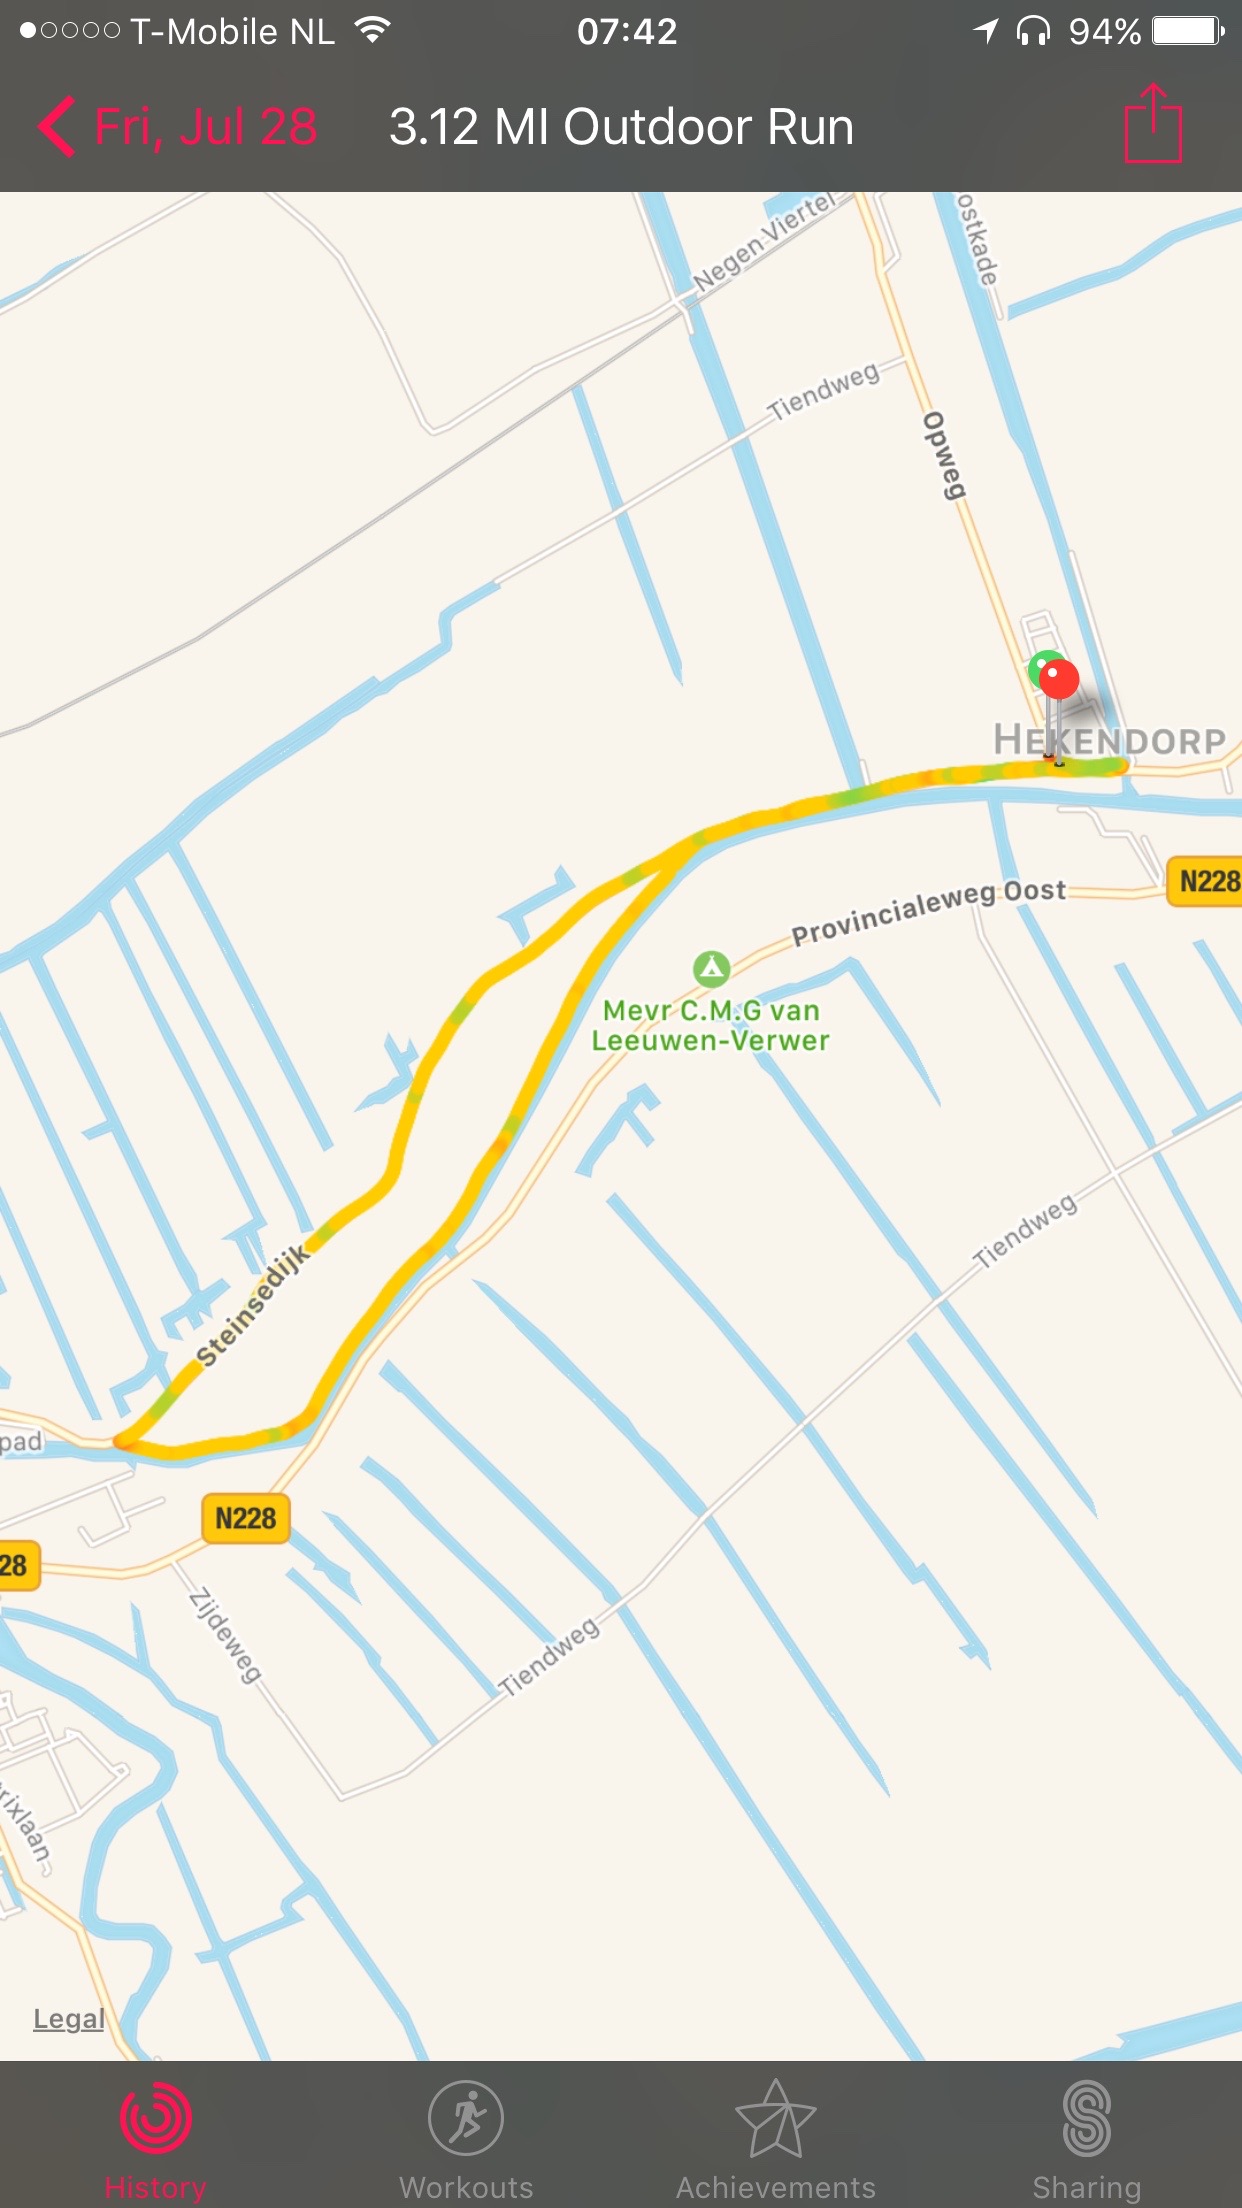 T-Mobile NL 07:42 94%
Fri, Jul 28 3.12 MI Outdoor Run
Negen Viertel
ostkade
Tiendweg
Opweg
HEKENDORP
N228
Provincialeweg Oost
Mevr C.M.G van
Leeuwen-Verwer
Tiendweg
Steinsedijk
pad
N228
28
Zijdeweg
Tiendweg
rixlaan
Legal
History Workouts Achievements Sharing